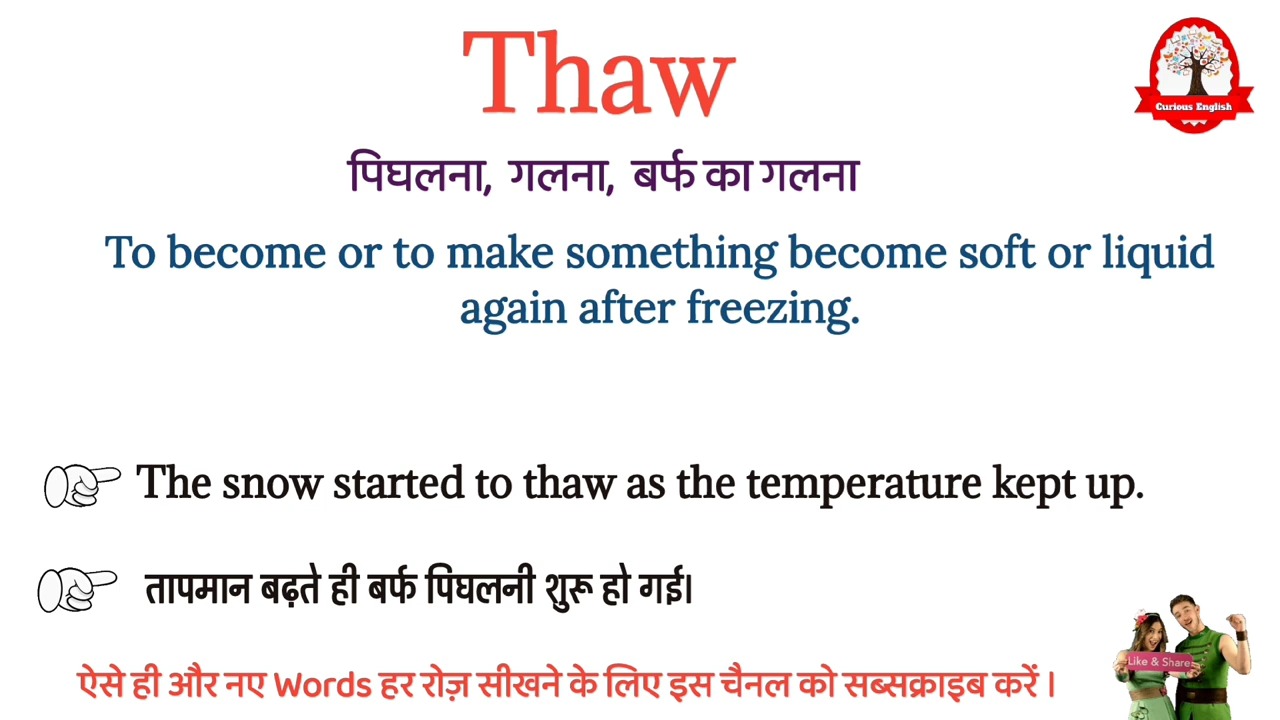 Thaw
Curious English
पिघलना, गलना, बर्फ का गलना
To become or to make something become soft or liquid
again after freezing.
The snow started to thaw as the temperature kept up.
तापमान बढ़ते ही बर्फ पिघलनी शुरू हो गई।
Like & Share
ऐसे ही और नए Words हर रोज़ सीखने के लिए इस चैनल को सब्सक्राइब करें ।